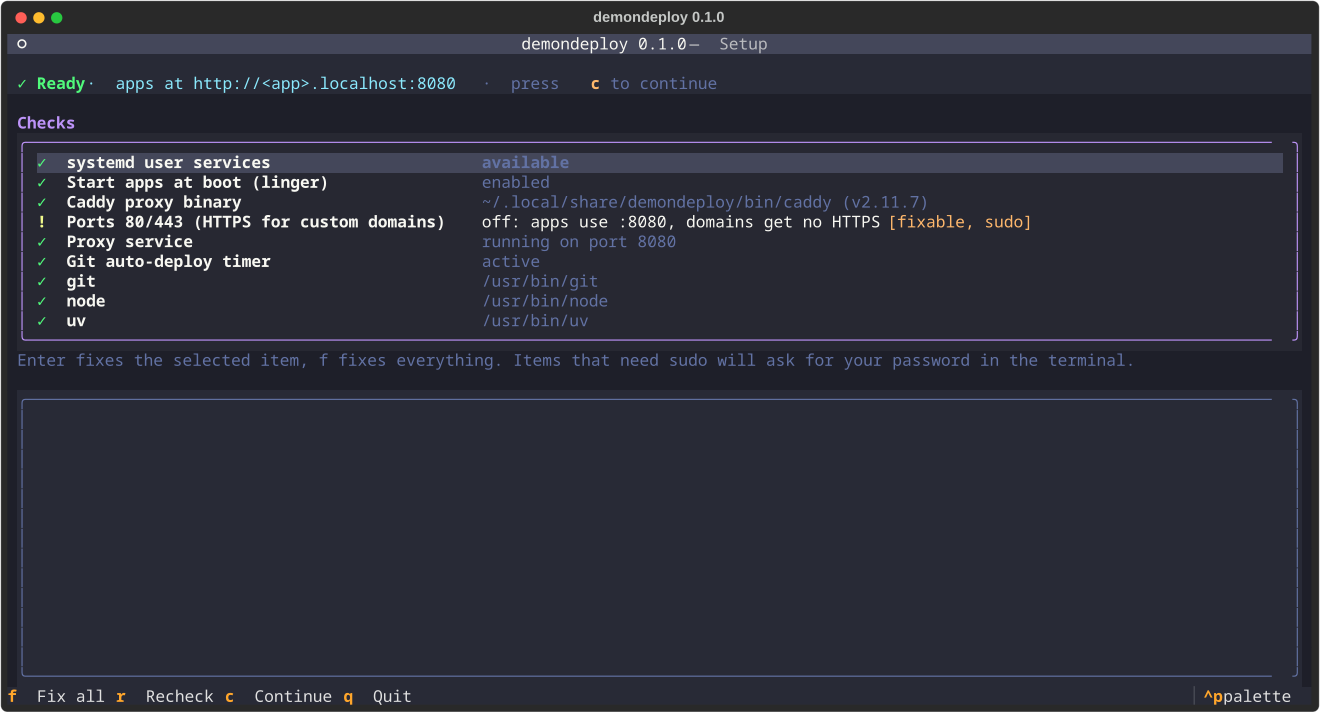 demondeploy 0.1.0
demondeploy 0.1.0— Setup
✓ Ready · apps at http://<app>.localhost:8080 · press c to continue
Checks
✓ systemd user services available
✓ Start apps at boot (linger) enabled
✓ Caddy proxy binary ~/.local/share/demondeploy/bin/caddy (v2.11.7)
! Ports 80/443 (HTTPS for custom domains) off: apps use :8080, domains get no HTTPS [fixable, sudo]
✓ Proxy service running on port 8080
✓ Git auto-deploy timer active
✓ git /usr/bin/git
✓ node /usr/bin/node
✓ uv /usr/bin/uv
Enter fixes the selected item, f fixes everything. Items that need sudo will ask for your password in the terminal.
f Fix all r Recheck c Continue q Quit ^ppalette